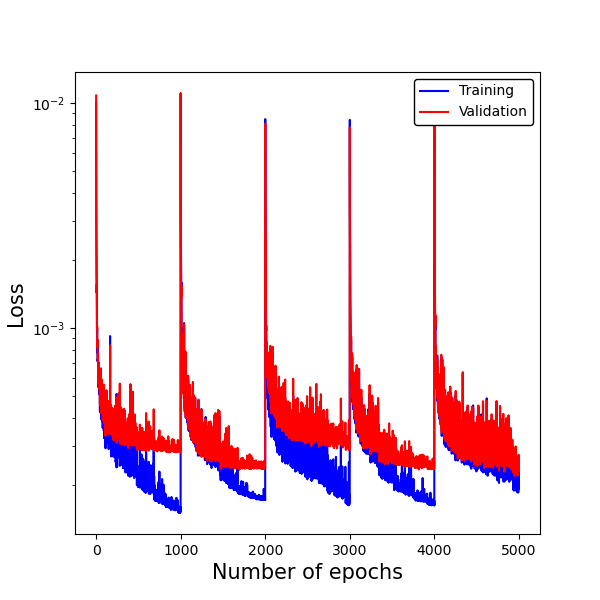 Training
Validation
10⁻²
10⁻³
Loss
0 1000 2000 3000 4000 5000
Number of epochs